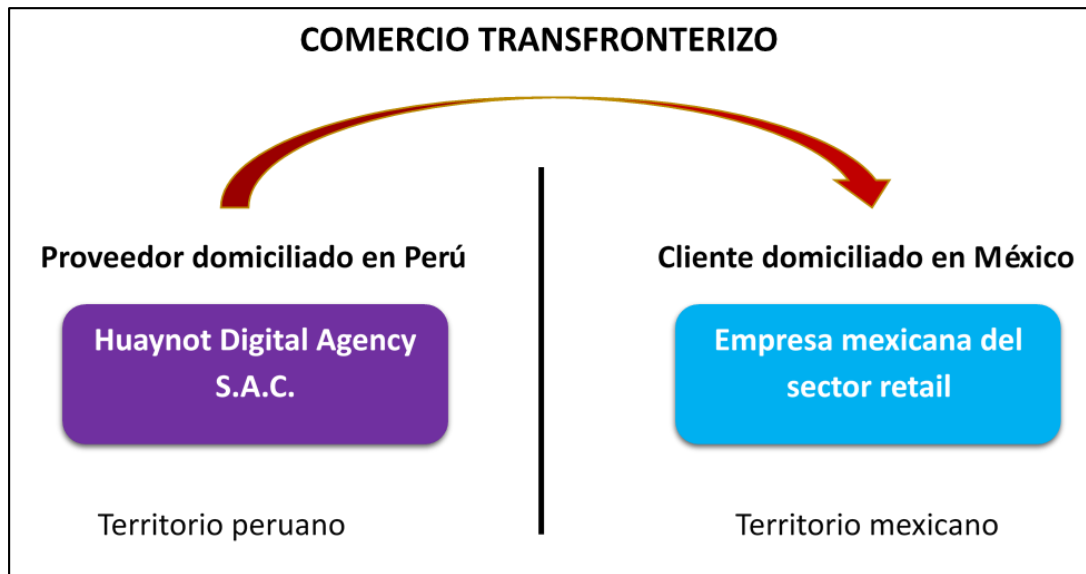 COMERCIO TRANSFRONTERIZO
Proveedor domiciliado en Perú
Cliente domiciliado en México
Huaynot Digital Agency
S.A.C.
Empresa mexicana del
sector retail
Territorio peruano
Territorio mexicano